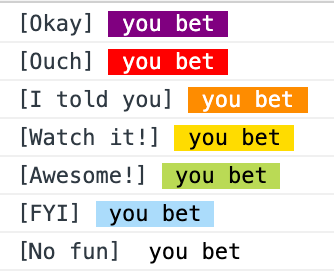 [Okay] you bet
[Ouch] you bet
[I told you] you bet
[Watch it!] you bet
[Awesome!] you bet
[FYI] you bet
[No fun] you bet